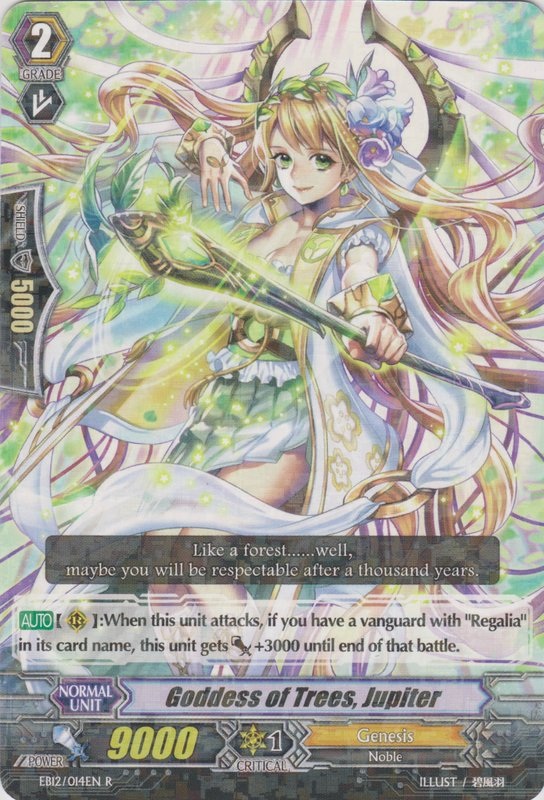 2
GRADE
SHIELD
5000
Like a forest......well,
maybe you will be respectable after a thousand years.
AUTO【 R 】:When this unit attacks, if you have a vanguard with "Regalia"
in its card name, this unit gets +3000 until end of that battle.
NORMAL
UNIT
Goddess of Trees, Jupiter
POWER
9000
1
CRITICAL
Genesis
Noble
EB12/014EN R
ILLUST / 碧風羽